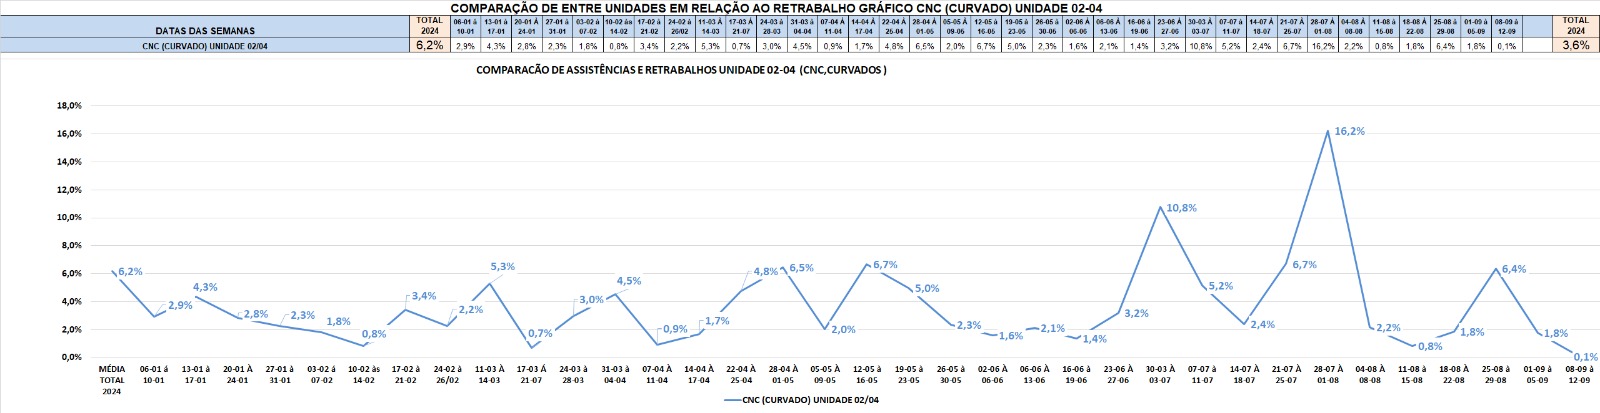 COMPARAÇÃO DE ENTRE UNIDADES EM RELAÇÃO AO RETRABALHO GRÁFICO CNC (CURVADO) UNIDADE 02-04
DATAS DAS SEMANAS TOTAL 2024 06-01 á 10-01 13-01 á 17-01 20-01 Á 24-01 27-01 á 31-01 03-02 á 07-02 10-02 às 14-02 17-02 á 21-02 24-02 á 26/02 11-03 Á 14-03 17-03 Á 21-07 24-03 á 28-03 31-03 á 04-04 07-04 Á 11-04 14-04 Á 17-04 22-04 Á 25-04 28-04 Á 01-05 05-05 Á 09-05 12-05 á 16-05 19-05 á 23-05 26-05 á 30-05 02-06 á 06-06 09-06 á 13-06 16-06 á 19-06 23-06 á 27-06 30-06 Á 03-07 07-07 á 11-07 14-07 Á 18-07 21-07 Á 25-07 28-07 Á 01-08 04-08 Á 08-08 11-08 á 15-08 18-08 Á 22-08 25-08 á 29-08 01-09 á 05-09 08-09 á 12-09 TOTAL 2024
CNC (CURVADO) UNIDADE 02/04 6,2% 2,9% 4,3% 2,8% 2,3% 1,8% 0,8% 3,4% 2,2% 5,3% 0,7% 3,0% 4,5% 0,9% 1,7% 4,8% 6,5% 2,0% 6,7% 5,0% 2,3% 1,6% 2,1% 1,4% 3,2% 10,8% 5,2% 2,4% 6,7% 16,2% 2,2% 0,8% 1,8% 6,4% 1,8% 0,1% 3,6%
COMPARACÃO DE ASSISTÊNCIAS E RETRABALHOS UNIDADE 02-04 (CNC,CURVADOS )
18,0%
16,0%
14,0%
12,0%
10,0%
8,0%
6,0%
4,0%
2,0%
0,0%
6,2% 2,9% 4,3% 2,8% 2,3% 1,8% 0,8% 3,4% 2,2% 5,3% 0,7% 3,0% 4,5% 0,9% 1,7% 4,8% 6,5% 2,0% 6,7% 5,0% 2,3% 1,6% 2,1% 1,4% 3,2% 10,8% 5,2% 2,4% 6,7% 16,2% 2,2% 0,8% 1,8% 6,4% 1,8% 0,1%
MÉDIA 06-01 á 13-01 á 20-01 Á 27-01 á 03-02 á 10-02 às 17-02 á 24-02 á 11-03 Á 17-03 Á 24-03 á 31-03 á 07-04 Á 14-04 Á 22-04 Á 28-04 Á 05-05 Á 12-05 á 19-05 á 26-05 á 02-06 á 09-06 á 16-06 á 23-06 á 30-03 Á 07-07 á 14-07 Á 21-07 Á 28-07 Á 04-08 Á 11-08 á 18-08 Á 25-08 á 01-09 á 08-09 á
TOTAL 10-01 17-01 24-01 31-01 07-02 14-02 21-02 26/02 14-03 21-07 28-03 04-04 11-04 17-04 25-04 01-05 09-05 16-05 23-05 30-05 06-06 13-06 19-06 27-06 03-07 11-07 18-07 25-07 01-08 08-08 15-08 22-08 29-08 05-09 12-09
2024
CNC (CURVADO) UNIDADE 02/04